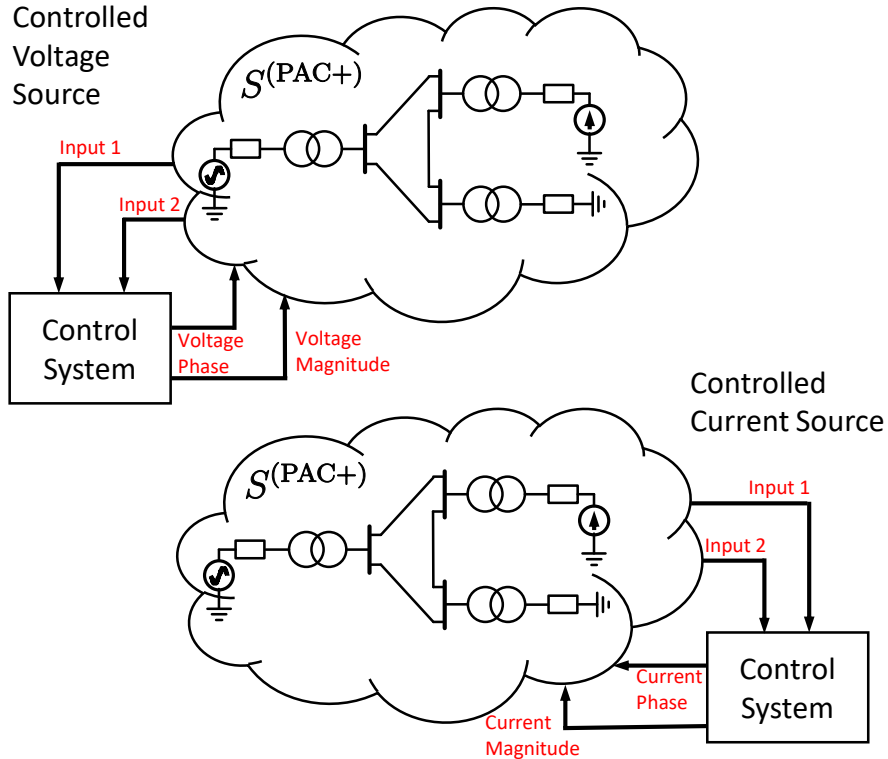 Controlled
Voltage
Source
S^(PAC+)
Input 1
Input 2
Control
System
Voltage
Phase
Voltage
Magnitude
Controlled
Current Source
S^(PAC+)
Input 1
Input 2
Control
System
Current
Phase
Current
Magnitude